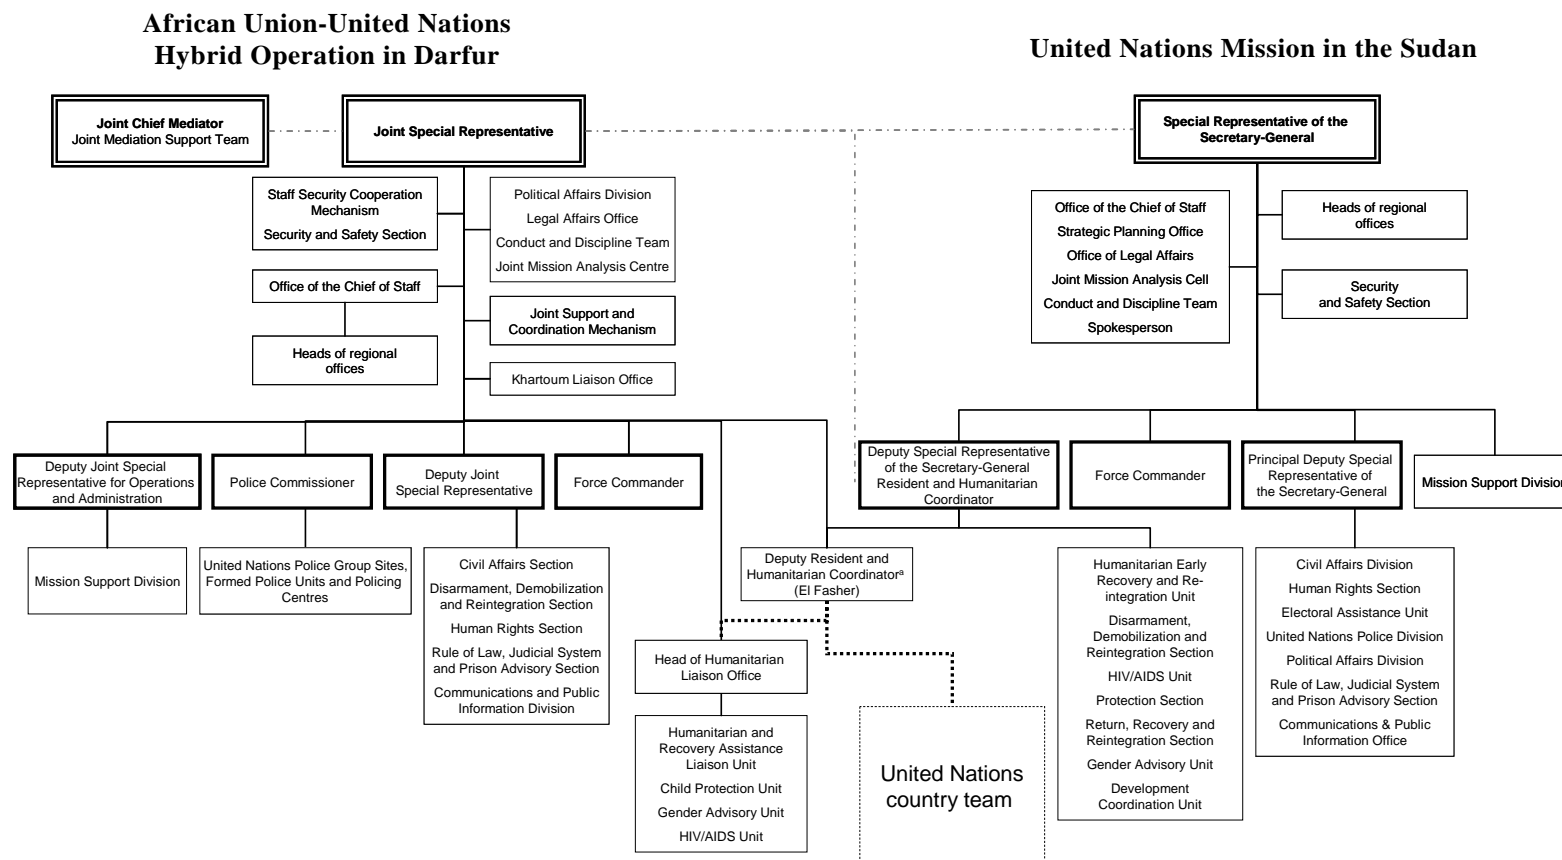 African Union-United Nations
Hybrid Operation in Darfur
United Nations Mission in the Sudan
Joint Chief Mediator
Joint Mediation Support Team
Joint Special Representative
Special Representative of the
Secretary-General
Staff Security Cooperation
Mechanism
Security and Safety Section
Political Affairs Division
Legal Affairs Office
Conduct and Discipline Team
Joint Mission Analysis Centre
Office of the Chief of Staff
Joint Support and
Coordination Mechanism
Heads of regional
offices
Khartoum Liaison Office
Office of the Chief of Staff
Strategic Planning Office
Office of Legal Affairs
Joint Mission Analysis Cell
Conduct and Discipline Team
Spokesperson
Heads of regional
offices
Security
and Safety Section
Deputy Joint Special
Representative for Operations
and Administration
Police Commissioner
Deputy Joint
Special Representative
Force Commander
Deputy Special Representative
of the Secretary-General
Resident and Humanitarian
Coordinator
Force Commander
Principal Deputy Special
Representative of
the Secretary-General
Mission Support Division
Mission Support Division
United Nations Police Group Sites,
Formed Police Units and Policing
Centres
Civil Affairs Section
Disarmament, Demobilization
and Reintegration Section
Human Rights Section
Rule of Law, Judicial System
and Prison Advisory Section
Communications and Public
Information Division
Deputy Resident and
Humanitarian Coordinatorᵃ
(El Fasher)
Head of Humanitarian
Liaison Office
Humanitarian and
Recovery Assistance
Liaison Unit
Child Protection Unit
Gender Advisory Unit
HIV/AIDS Unit
United Nations
country team
Humanitarian Early
Recovery and Re-
integration Unit
Disarmament,
Demobilization and
Reintegration Section
HIV/AIDS Unit
Protection Section
Return, Recovery and
Reintegration Section
Gender Advisory Unit
Development
Coordination Unit
Civil Affairs Division
Human Rights Section
Electoral Assistance Unit
United Nations Police Division
Political Affairs Division
Rule of Law, Judicial System
and Prison Advisory Section
Communications & Public
Information Office